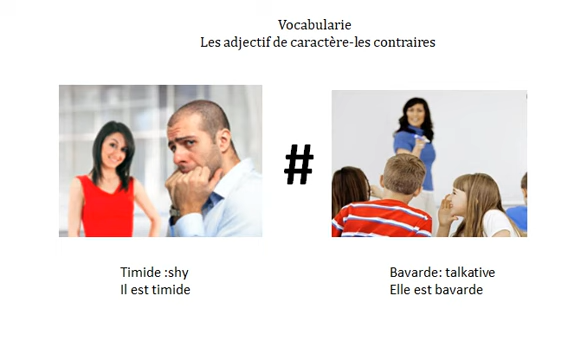 Vocabularie
Les adjectif de caractère-les contraires
#
Timide :shy
Il est timide
Bavarde: talkative
Elle est bavarde